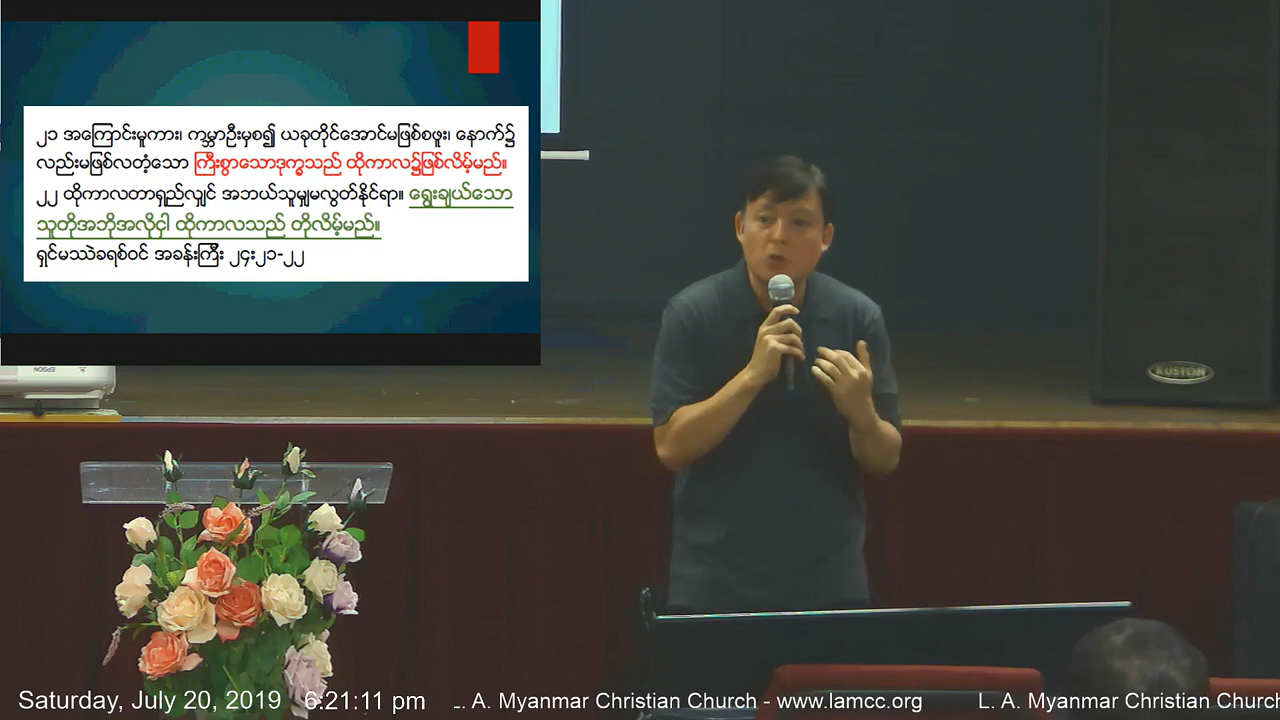 ၂၁ အကြောင်းမူကား၊ ကမ္ဘာဦးမှစ၍ ယခုတိုင်အောင်မဖြစ်စဖူး၊ နောက်၌
လည်းမဖြစ်လတံ့သော ကြီးစွာသောဒုက္ခသည် ထိုကာလ၌ဖြစ်လိမ့်မည်။
၂၂ ထိုကာလတာရှည်လျှင် အဘယ်သူမျှမလွတ်နိုင်ရာ။ ရွေးချယ်သော
သူတို့အဘို့အလိုငှါ ထိုကာလသည် တိုလိမ့်မည်။
ရှင်မဿဲခရစ်ဝင် အခန်းကြီး ၂၄း၂၁-၂၂
EPSON
KUSTOM
Saturday, July 20, 2019 6:21:11 pm L. A. Myanmar Christian Church - www.lamcc.org L. A. Myanmar Christian Church